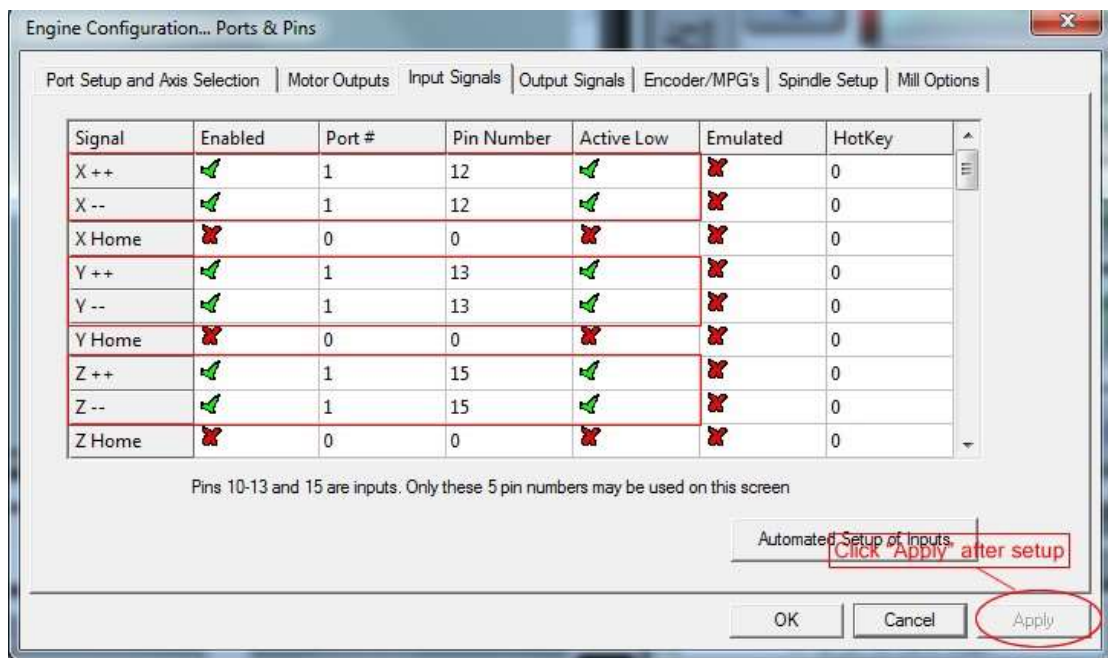 Engine Configuration... Ports & Pins
Port Setup and Axis Selection Motor Outputs Input Signals Output Signals Encoder/MPG's Spindle Setup Mill Options
Signal Enabled Port # Pin Number Active Low Emulated HotKey
X ++ 1 12 0
X -- 1 12 0
X Home 0 0 0
Y ++ 1 13 0
Y -- 1 13 0
Y Home 0 0 0
Z ++ 1 15 0
Z -- 1 15 0
Z Home 0 0 0
Pins 10-13 and 15 are inputs. Only these 5 pin numbers may be used on this screen
Automated Setup of Inputs
Click "Apply" after setup
OK Cancel Apply